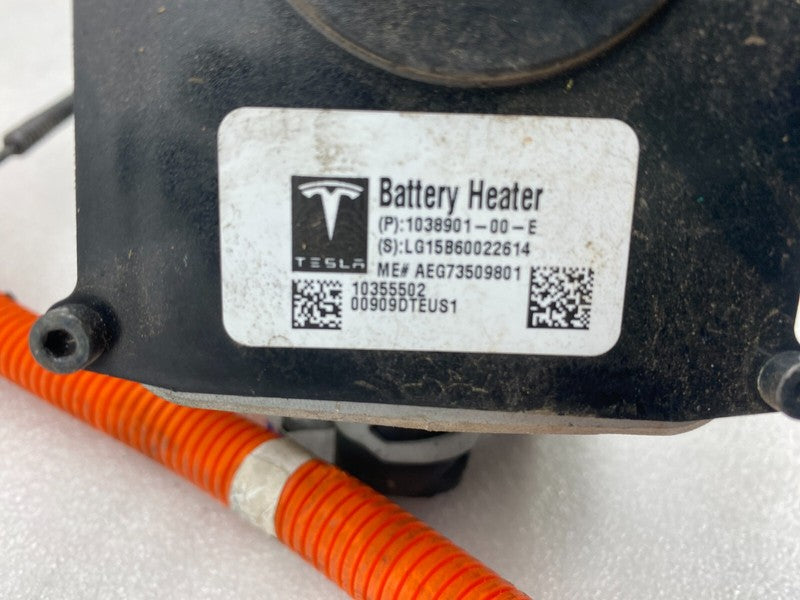 Battery Heater
(P):1038901-00-E
(S):LG15B60022614
TESLA
ME# AEG73509801
10355502
00909DTEUS1